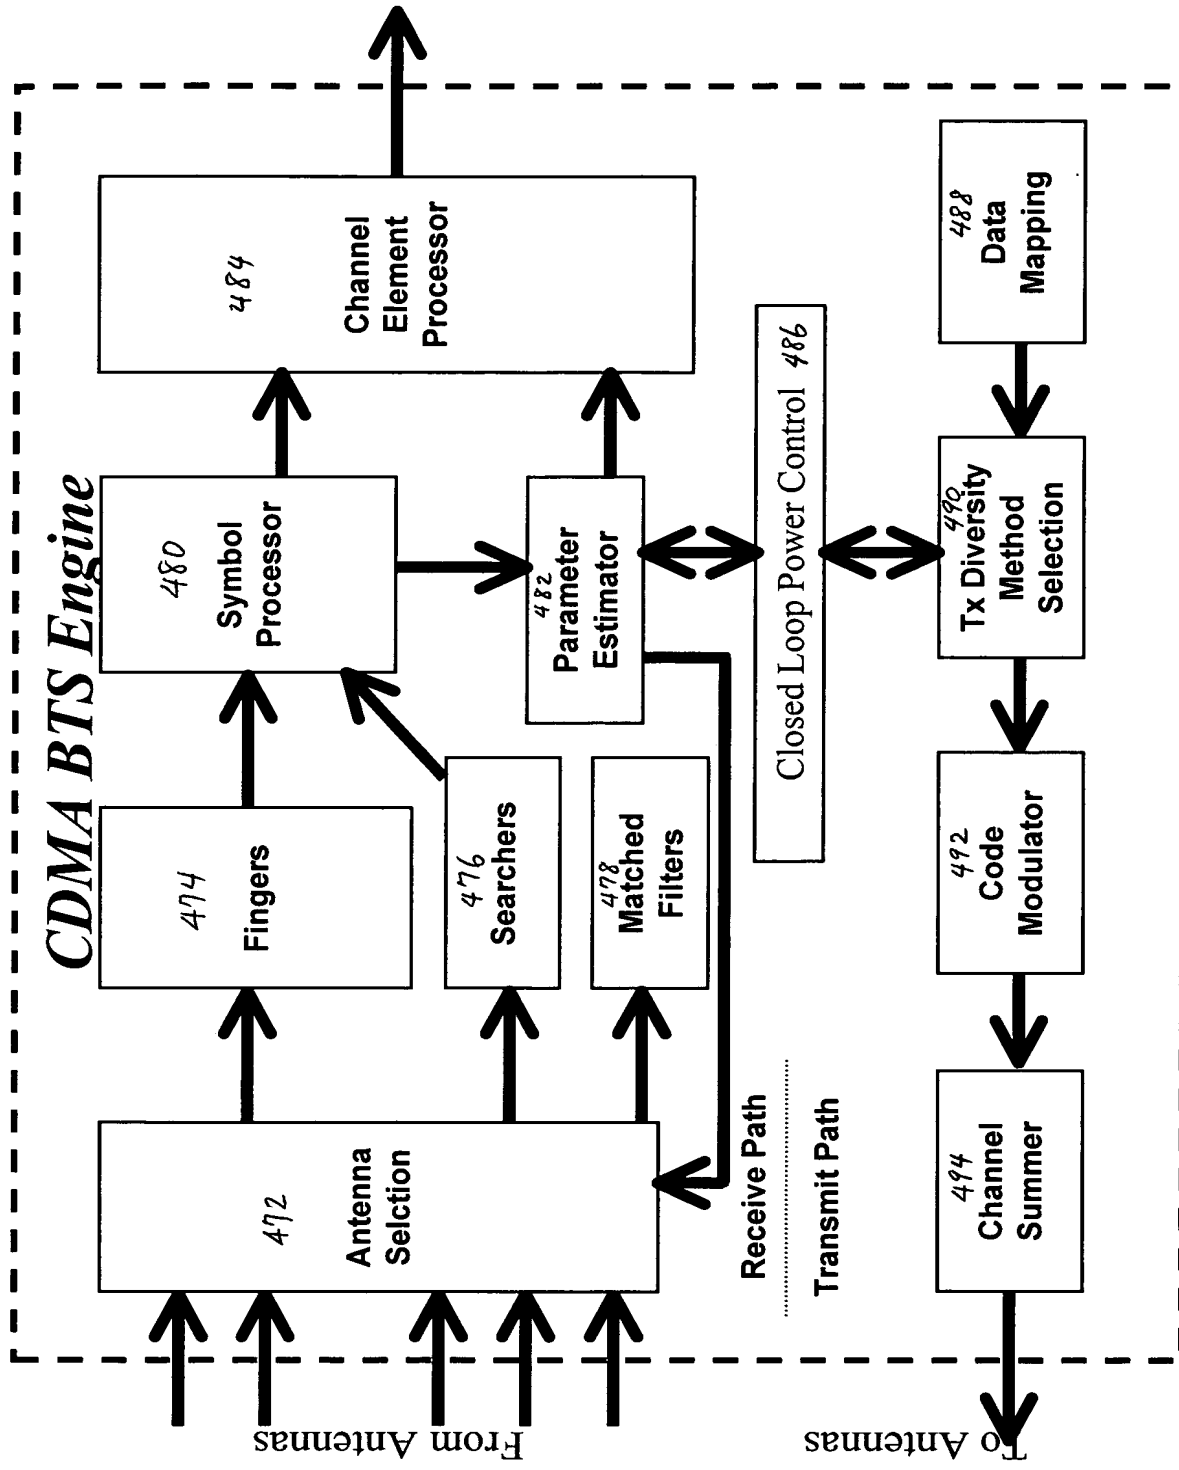 CDMA BTS Engine
From Antennas
472
Antenna
Selction
474
Fingers
476
Searchers
478
Matched
Filters
480
Symbol
Processor
482
Parameter
Estimator
484
Channel
Element
Processor
Receive Path
Transmit Path
Closed Loop Power Control 486
To Antennas
494
Channel
Summer
492
Code
Modulator
490
Tx Diversity
Method
Selection
488
Data
Mapping